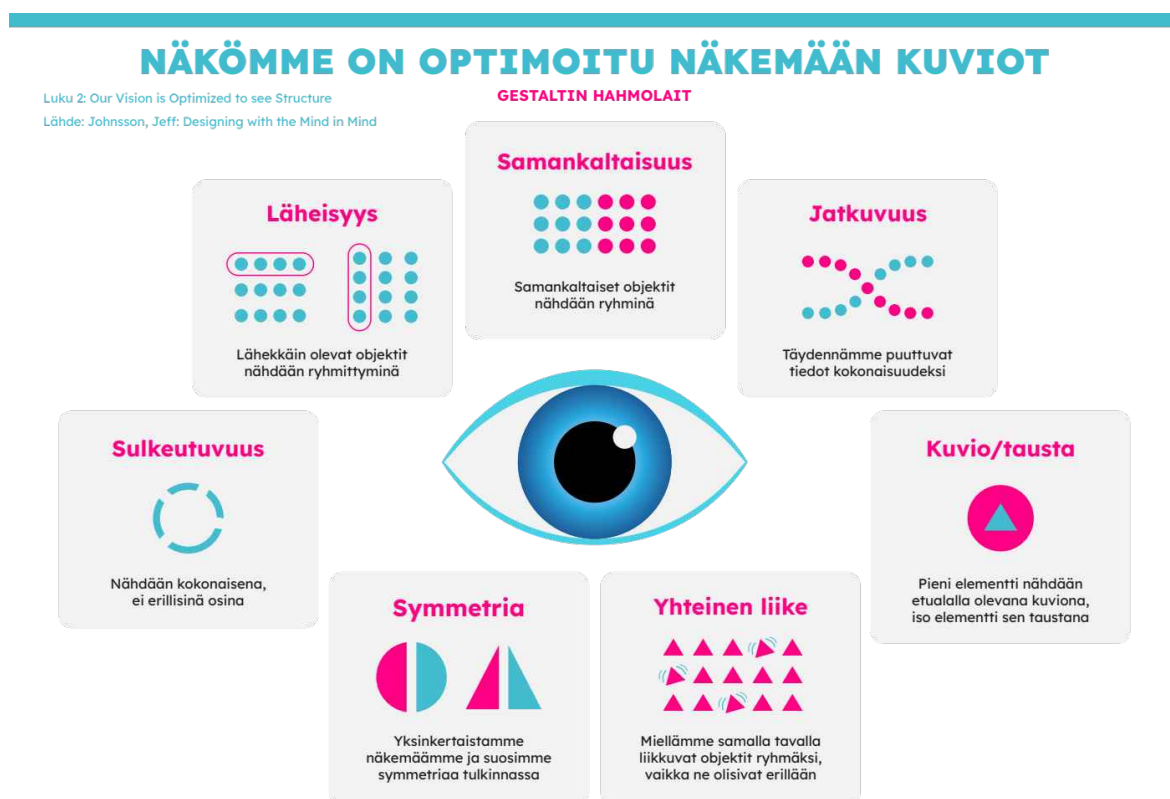 NÄKÖMME ON OPTIMOITU NÄKEMÄÄN KUVIOT
Luku 2: Our Vision is Optimized to see Structure
Lähde: Johnsson, Jeff: Designing with the Mind in Mind
GESTALTIN HAHMOLAIT
Samankaltaisuus
Samankaltaiset objektit
nähdään ryhminä
Läheisyys
Lähekkäin olevat objektit
nähdään ryhmittyminä
Jatkuvuus
Täydennämme puuttuvat
tiedot kokonaisuudeksi
Sulkeutuvuus
Nähdään kokonaisena,
ei erillisinä osina
Kuvio/tausta
Pieni elementti nähdään
etualalla olevana kuviona,
iso elementti sen taustana
Symmetria
Yksinkertaistamme
näkemäämme ja suosimme
symmetriaa tulkinnassa
Yhteinen liike
Miellämme samalla tavalla
liikkuvat objektit ryhmäksi,
vaikka ne olisivat erillään